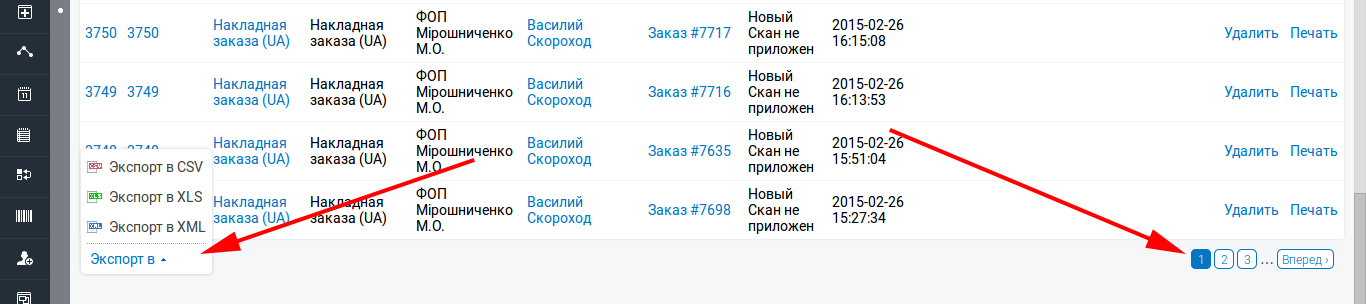 3750 3750 Накладная заказа (UA) Накладная заказа (UA) ФОП Мірошниченко М.О. Василий Скороход Заказ #7717 Новый Скан не приложен 2015-02-26 16:15:08 Удалить Печать
3749 3749 Накладная заказа (UA) Накладная заказа (UA) ФОП Мірошниченко М.О. Василий Скороход Заказ #7716 Новый Скан не приложен 2015-02-26 16:13:53 Удалить Печать
3748 3748 Накладная заказа (UA) Накладная заказа (UA) ФОП Мірошниченко М.О. Василий Скороход Заказ #7635 Новый Скан не приложен 2015-02-26 15:51:04 Удалить Печать
Накладная заказа (UA) Накладная заказа (UA) ФОП Мірошниченко М.О. Василий Скороход Заказ #7698 Новый Скан не приложен 2015-02-26 15:27:34 Удалить Печать
Экспорт в CSV
Экспорт в XLS
Экспорт в XML
Экспорт в
1 2 3 ... Вперед ›